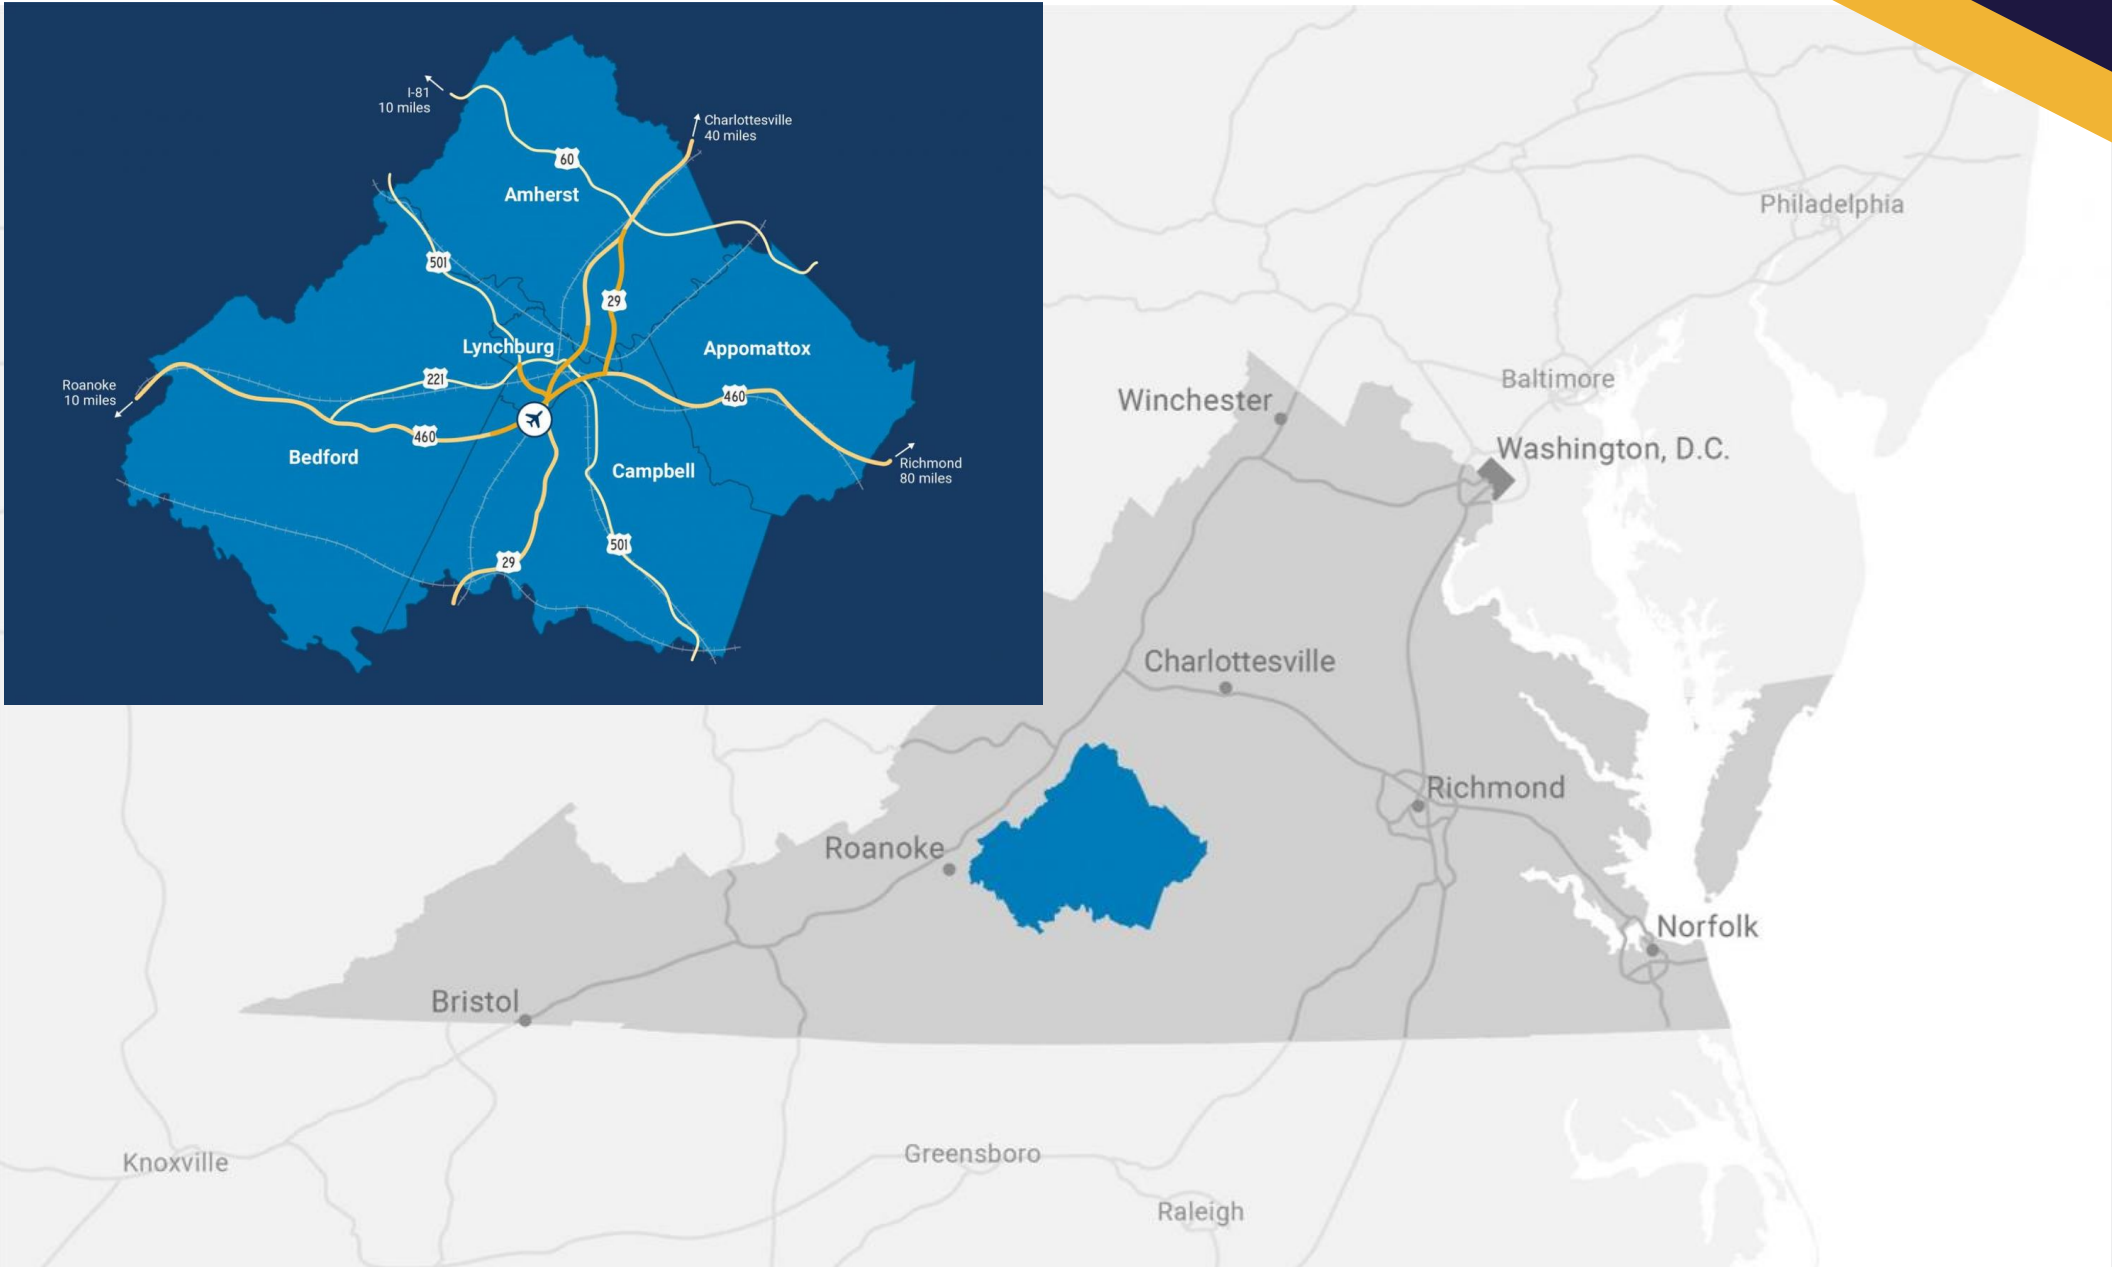 I-81
10 miles
Charlottesville
40 miles
60
Amherst
501
29
Lynchburg
Appomattox
221
Roanoke
10 miles
460
460
Bedford
Campbell
Richmond
80 miles
501
29
Philadelphia
Baltimore
Winchester
Washington, D.C.
Charlottesville
Richmond
Roanoke
Norfolk
Bristol
Knoxville
Greensboro
Raleigh